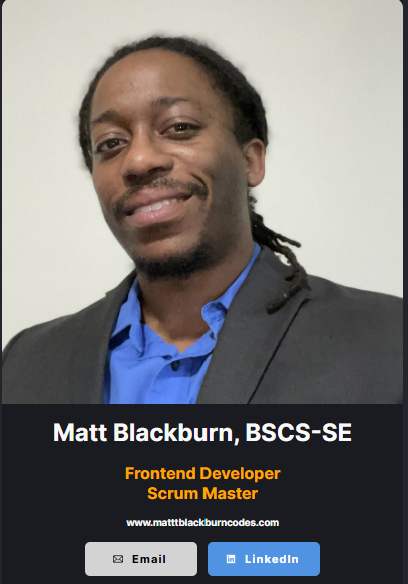 Matt Blackburn, BSCS-SE
Frontend Developer
Scrum Master
www.matttblackburncodes.com
Email
LinkedIn